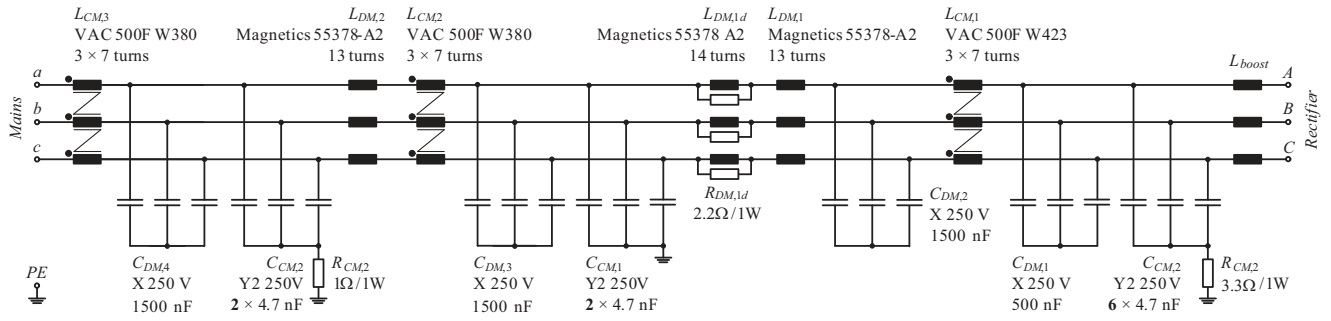 L_CM,3
VAC 500F W380
3 × 7 turns
L_DM,2
Magnetics 55378-A2
13 turns
L_CM,2
VAC 500F W380
3 × 7 turns
L_DM,1d
Magnetics 55378 A2
14 turns
L_DM,1
Magnetics 55378-A2
13 turns
L_CM,1
VAC 500F W423
3 × 7 turns
L_boost
Mains
a
b
c
A
B
C
Rectifier
R_DM,1d
2.2Ω/1W
C_DM,2
X 250 V
1500 nF
PE
C_DM,4
X 250 V
1500 nF
C_CM,2
Y2 250V
2 × 4.7 nF
R_CM,2
1Ω/1W
C_DM,3
X 250 V
1500 nF
C_CM,1
Y2 250V
2 × 4.7 nF
C_DM,1
X 250 V
500 nF
C_CM,2
Y2 250V
6 × 4.7 nF
R_CM,2
3.3Ω/1W